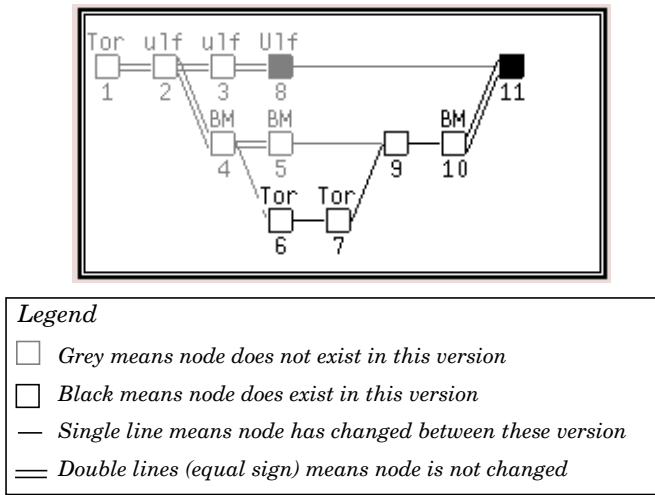 Tor ulf ulf Ulf
1 2 3 8 11
BM BM BM
4 5 9 10
Tor Tor
6 7
Legend
Grey means node does not exist in this version
Black means node does exist in this version
Single line means node has changed between these version
Double lines (equal sign) means node is not changed